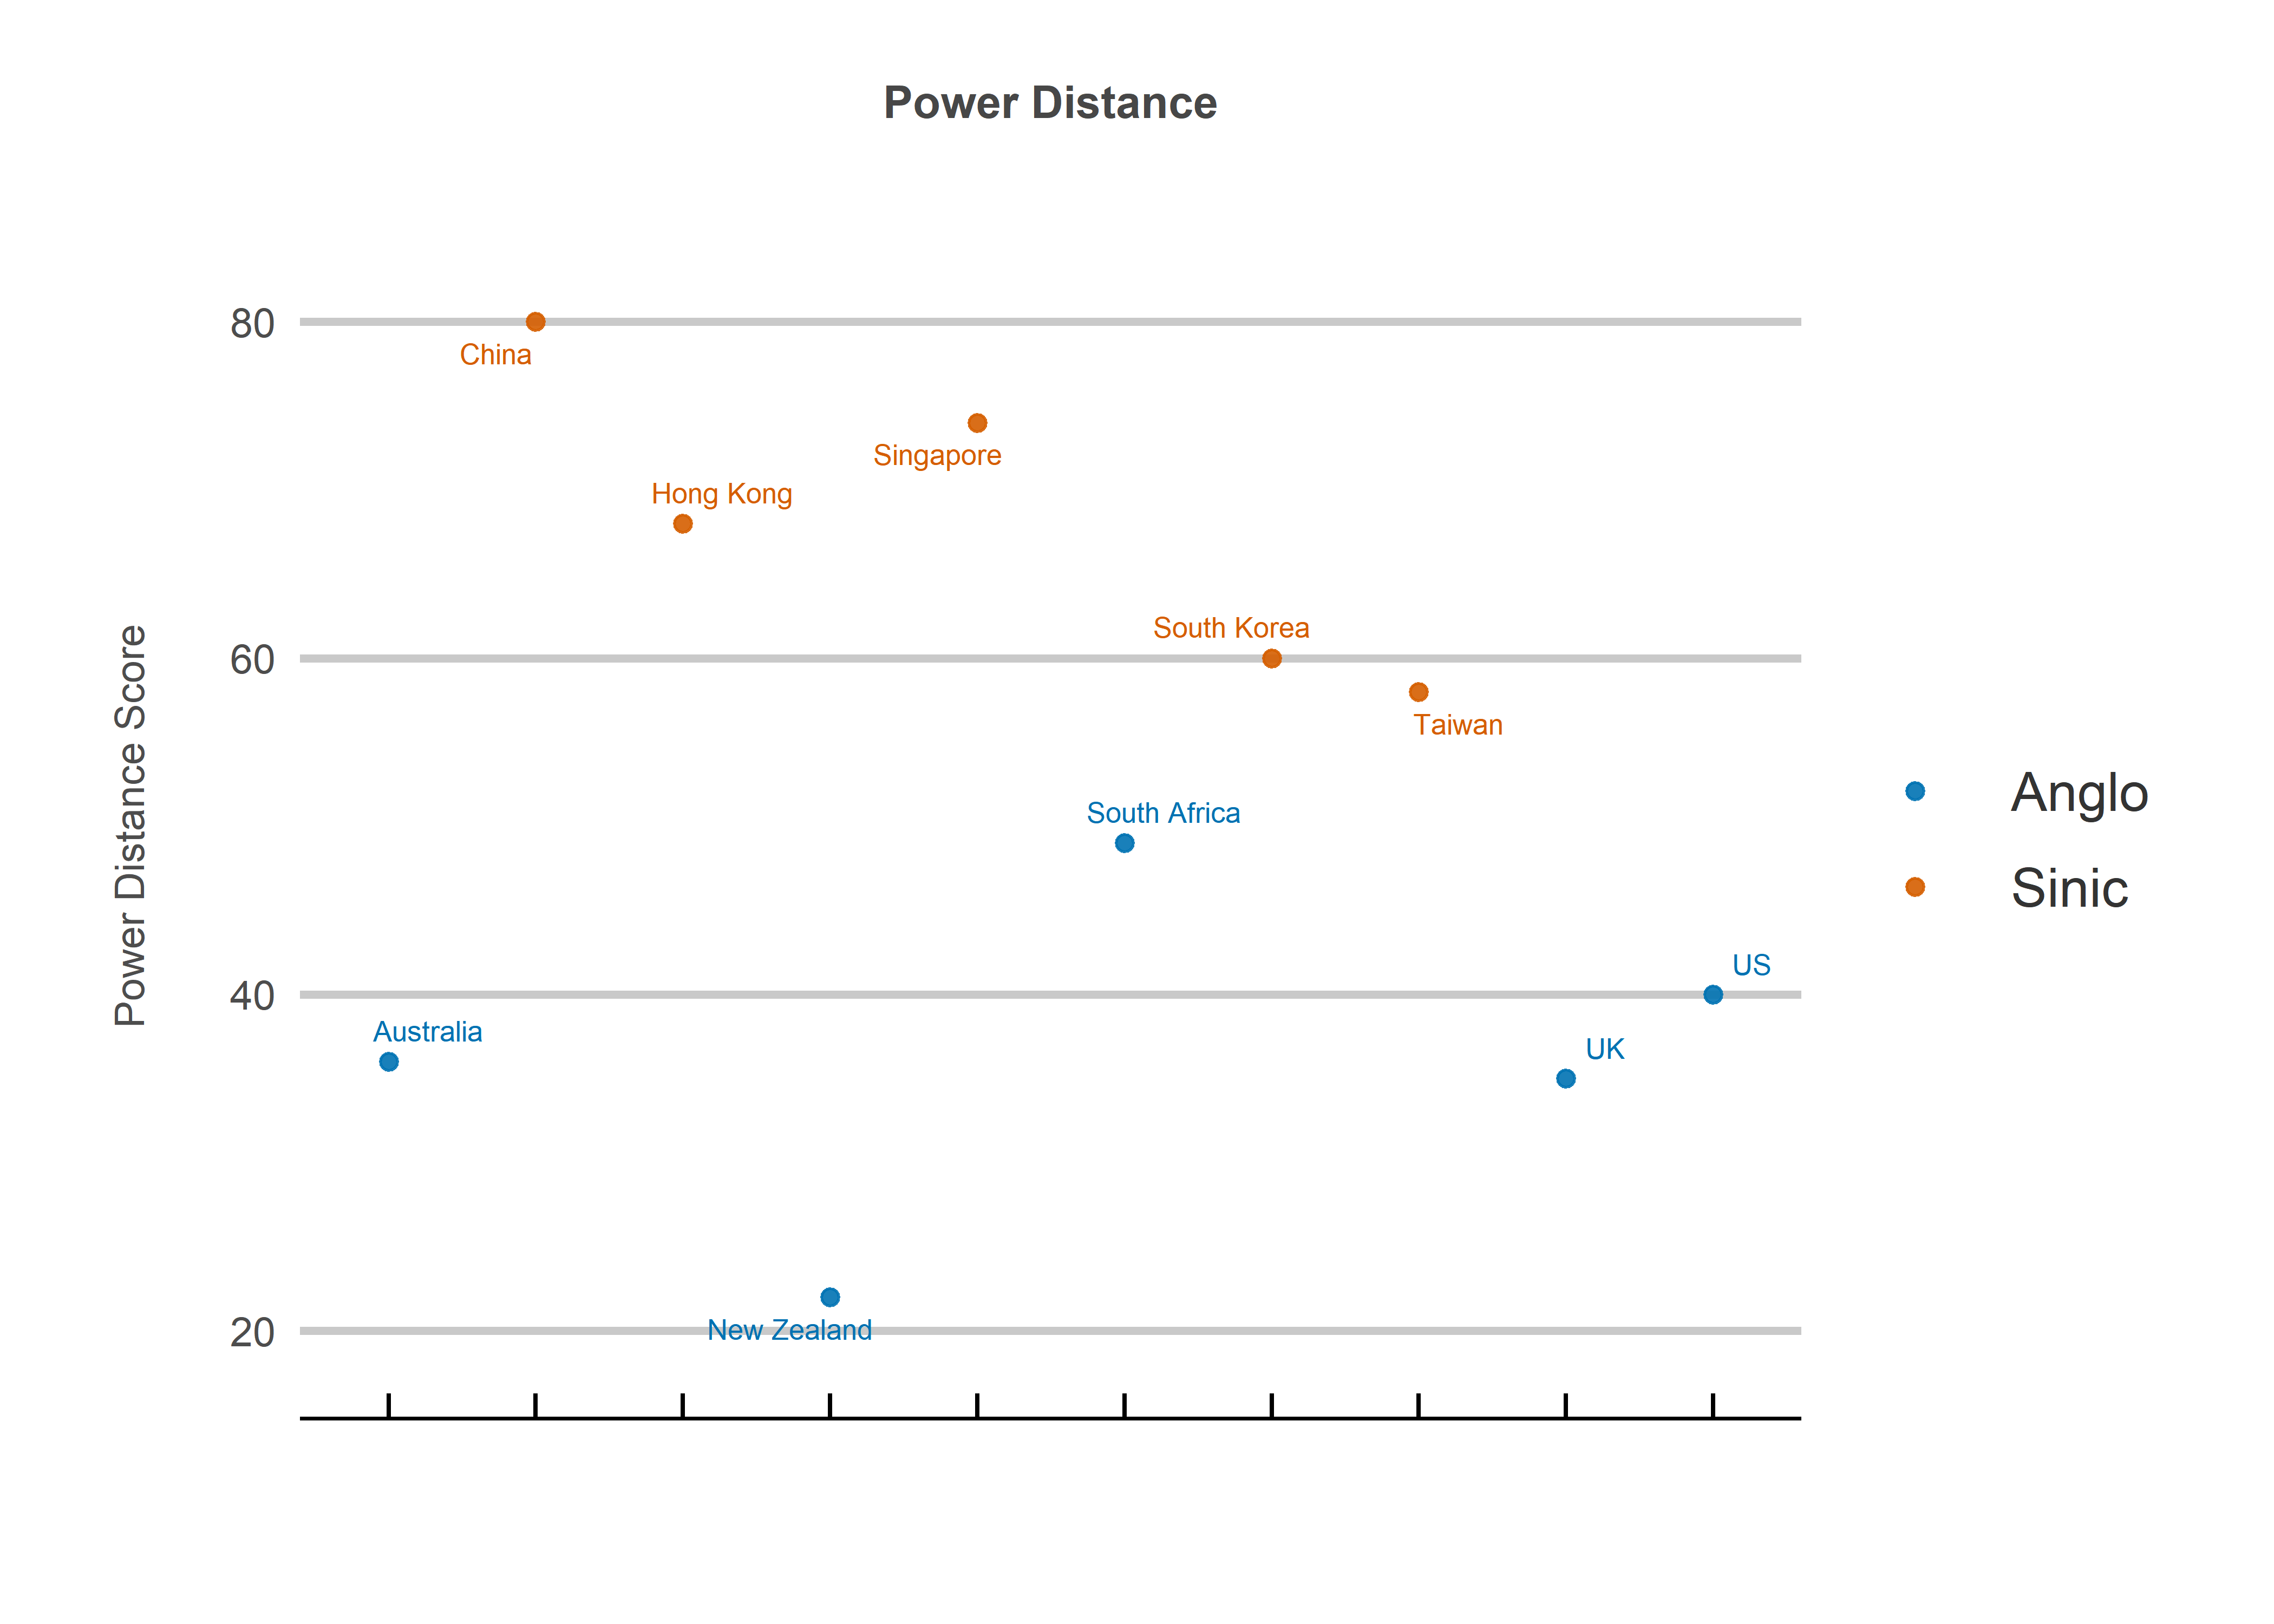 Power Distance
80
China
Singapore
Hong Kong
South Korea
60
Taiwan
Power Distance Score
South Africa
Anglo
Sinic
US
40
Australia
UK
New Zealand
20